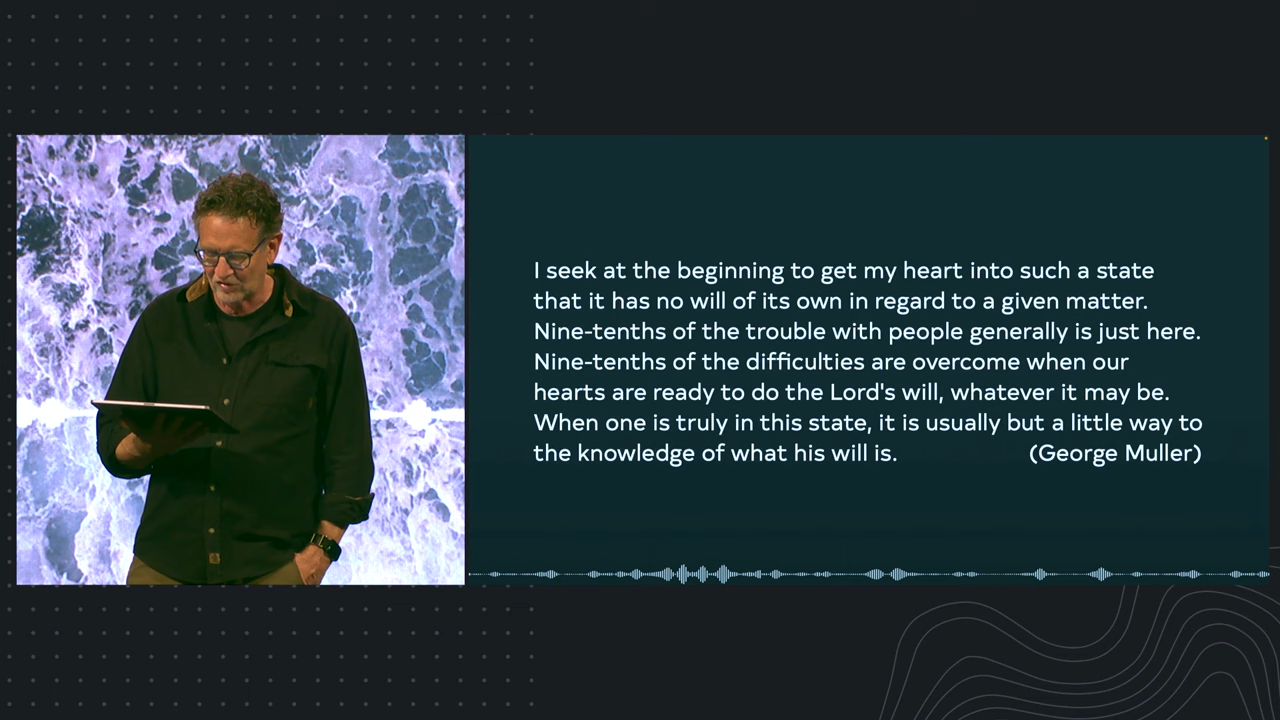 I seek at the beginning to get my heart into such a state
that it has no will of its own in regard to a given matter.
Nine-tenths of the trouble with people generally is just here.
Nine-tenths of the difficulties are overcome when our
hearts are ready to do the Lord's will, whatever it may be.
When one is truly in this state, it is usually but a little way to
the knowledge of what his will is. (George Muller)